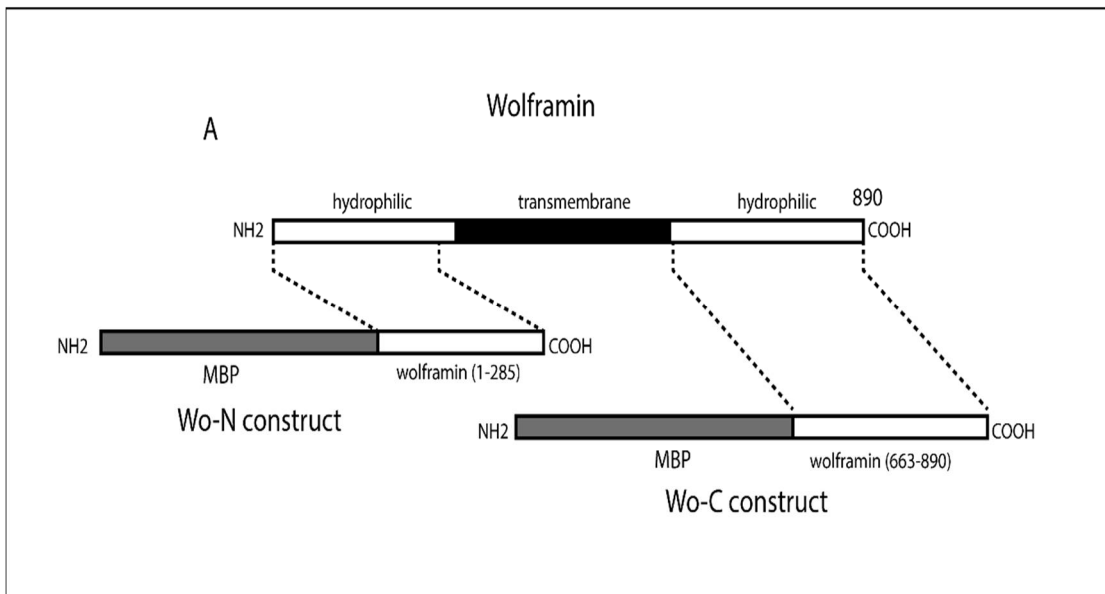 Wolframin
A
hydrophilic transmembrane hydrophilic 890
NH2 COOH
NH2 COOH
MBP wolframin (1-285)
Wo-N construct
NH2 COOH
MBP wolframin (663-890)
Wo-C construct